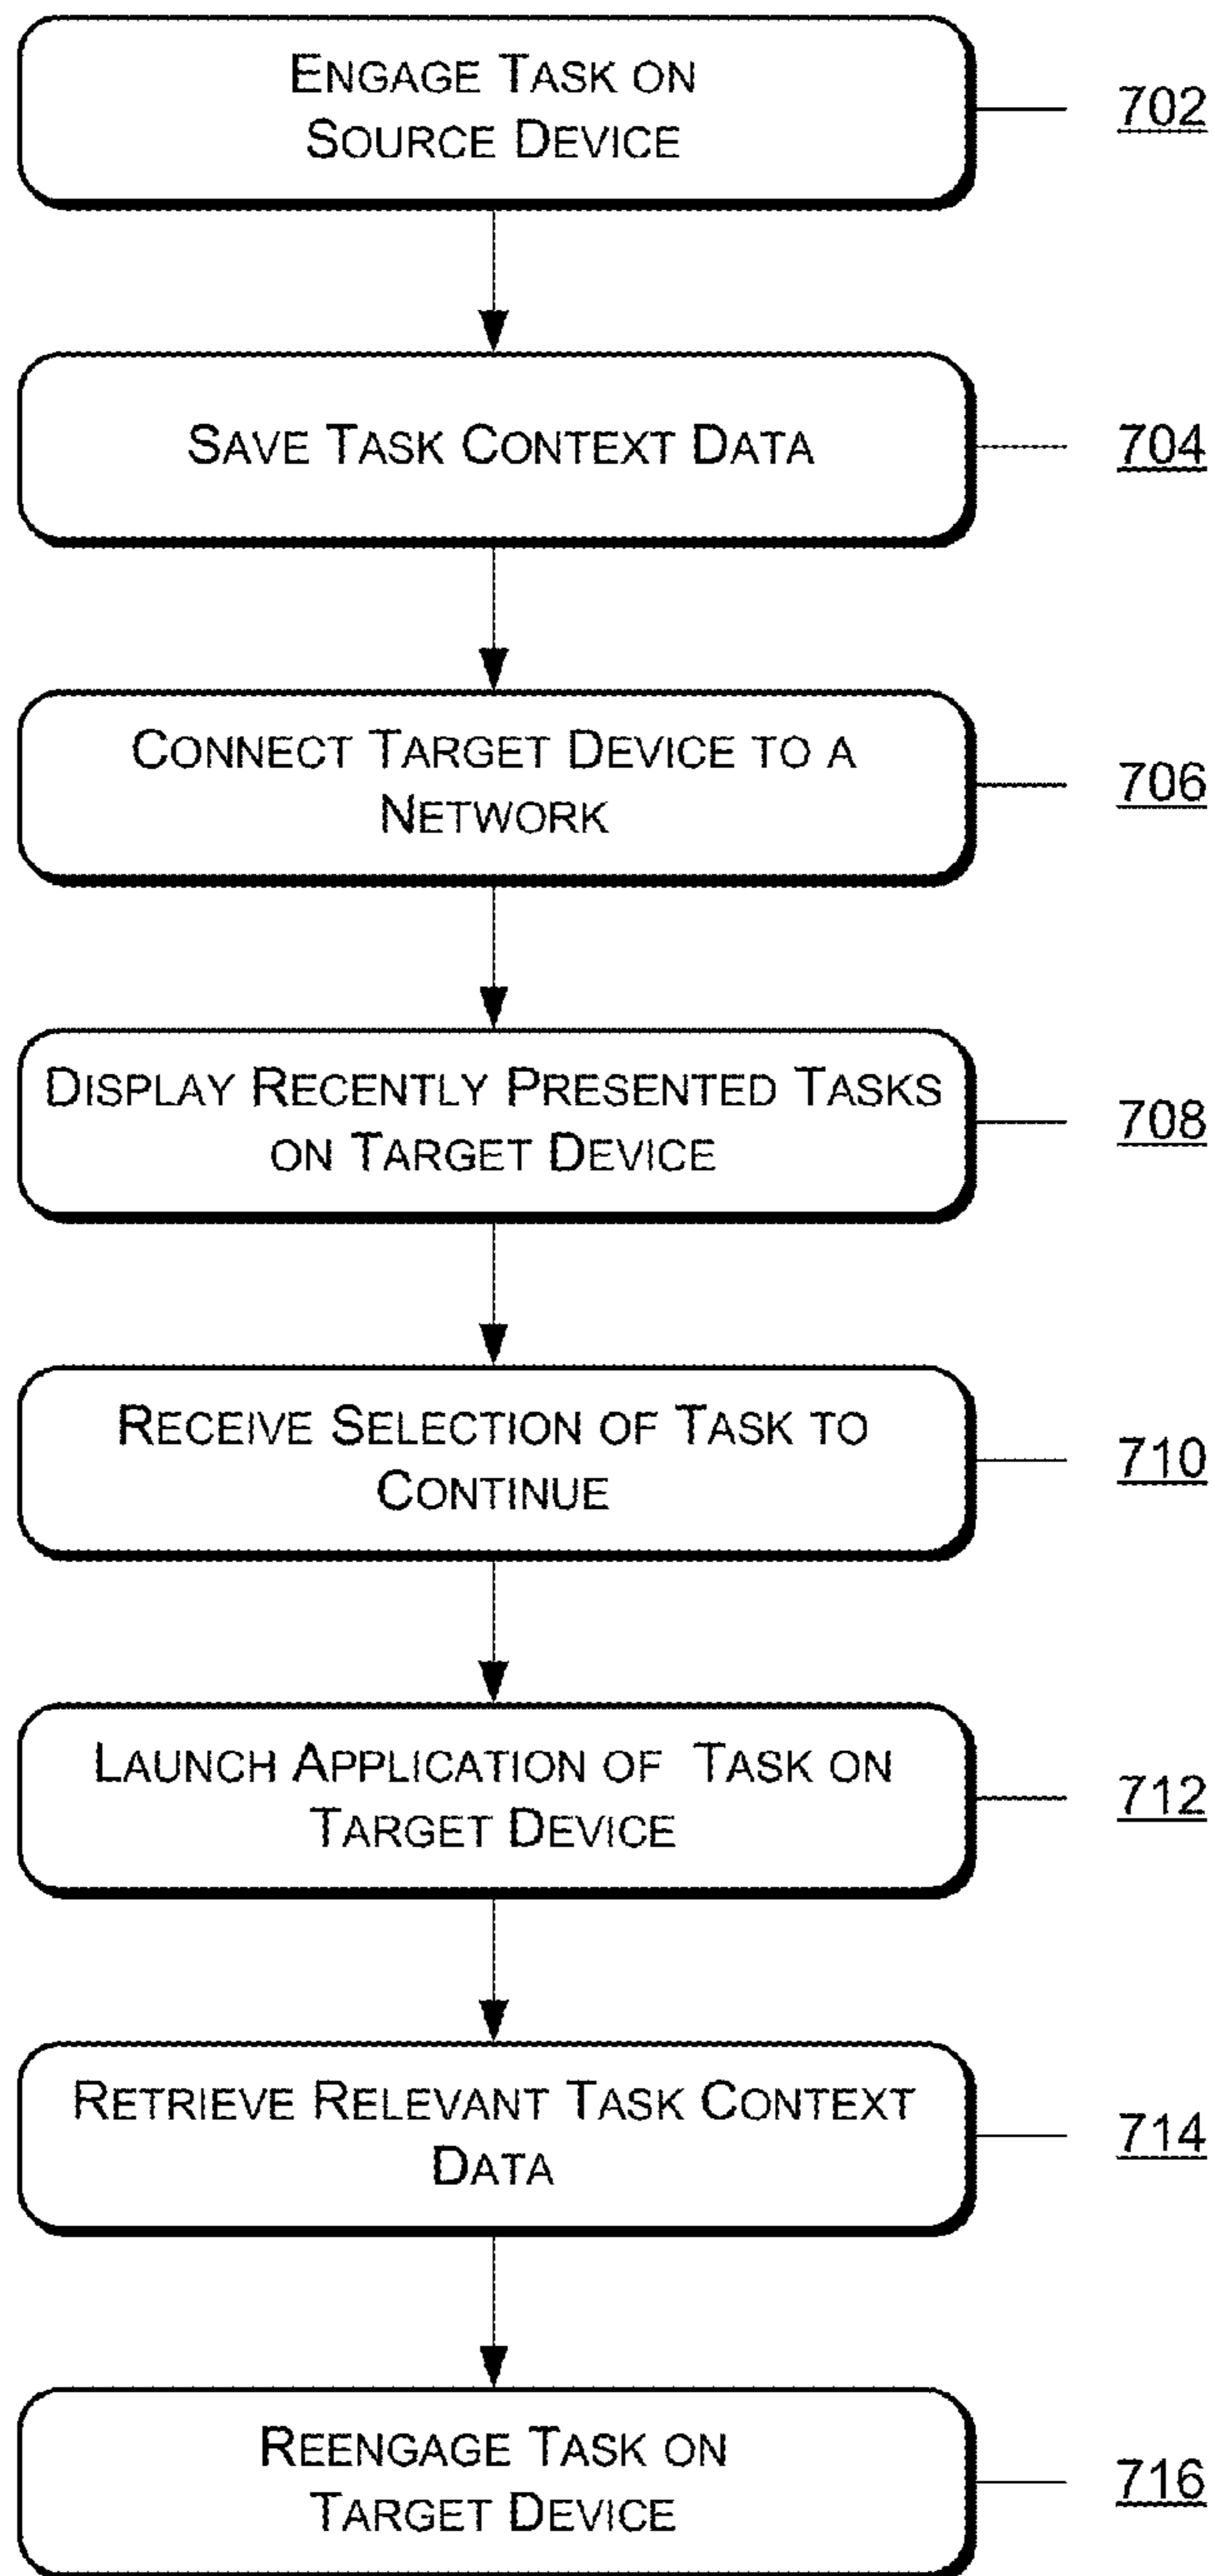 ENGAGE TASK ON
SOURCE DEVICE
702
SAVE TASK CONTEXT DATA
704
CONNECT TARGET DEVICE TO A
NETWORK
706
DISPLAY RECENTLY PRESENTED TASKS
ON TARGET DEVICE
708
RECEIVE SELECTION OF TASK TO
CONTINUE
710
LAUNCH APPLICATION OF TASK ON
TARGET DEVICE
712
RETRIEVE RELEVANT TASK CONTEXT
DATA
714
REENGAGE TASK ON
TARGET DEVICE
716